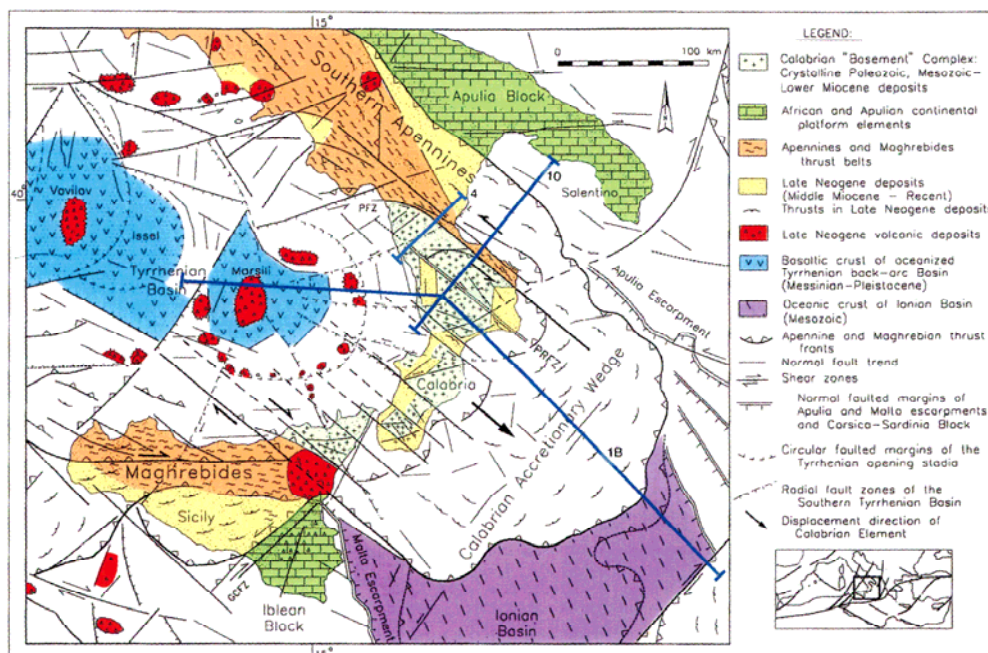 15°
0 100 km
Southern Apennines
Apulia Block
40°
Vavilov
Issel
Tyrrhenian
Basin
Marsili
PFZ
4
10
Salentino
Apulia Escarpment
PRFZ
Calabria
Calabrian Accretionary Wedge
1B
Maghrebides
Sicily
GCFZ
Iblean
Block
Malta Escarpment
Ionian
Basin
15°
LEGEND:
Calabrian "Basement" Complex:
Crystalline Paleozoic, Mesozoic-
Lower Miocene deposits
African and Apulian continental
platform elements
Apennines and Maghrebides
thrust belts
Late Neogene deposits
(Middle Miocene - Recent)
Thrusts in Late Neogene deposits
Late Neogene volcanic deposits
Basaltic crust of oceanized
Tyrrhenian back-arc Basin
(Messinian-Pleistocene)
Oceanic crust of Ionian Basin
(Mesozoic)
Apennine and Maghrebian thrust
fronts
Normal fault trend
Shear zones
Normal faulted margins of
Apulia and Malta escarpments
and Corsica-Sardinia Block
Circular faulted margins of the
Tyrrhenian opening stadia
Radial fault zones of the
Southern Tyrrhenian Basin
Displacement direction of
Calabrian Element